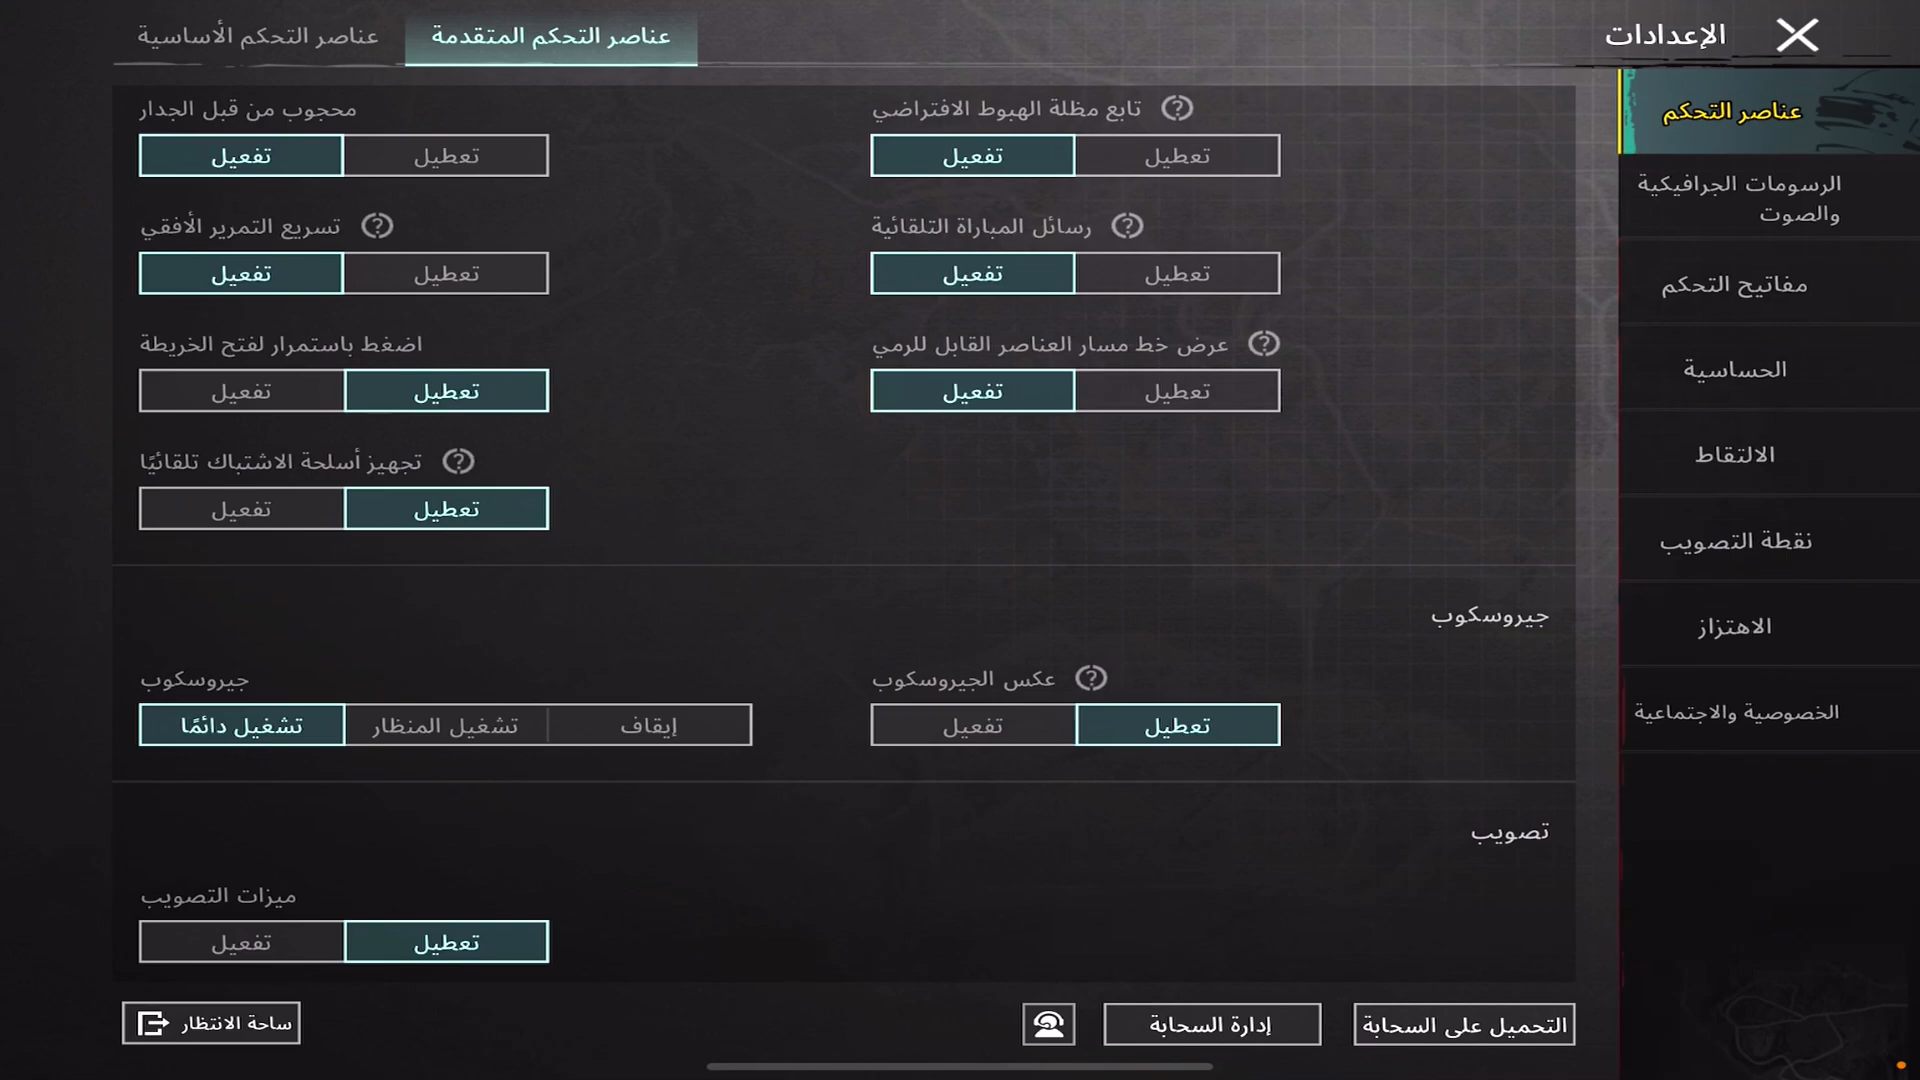 الإعدادات
عناصر التحكم المتقدمة
عناصر التحكم الأساسية
عناصر التحكم
الرسومات الجرافيكية
والصوت
مفاتيح التحكم
الحساسية
الالتقاط
نقطة التصويب
الاهتزاز
الخصوصية والاجتماعية
تابع مظلة الهبوط الافتراضي
تعطيل
تفعيل
محجوب من قبل الجدار
تعطيل
تفعيل
رسائل المباراة التلقائية
تعطيل
تفعيل
تسريع التمرير الأفقي
تعطيل
تفعيل
عرض خط مسار العناصر القابل للرمي
تعطيل
تفعيل
اضغط باستمرار لفتح الخريطة
تعطيل
تفعيل
تجهيز أسلحة الاشتباك تلقائيًا
تعطيل
تفعيل
جيروسكوب
عكس الجيروسكوب
تعطيل
تفعيل
جيروسكوب
إيقاف
تشغيل المنظار
تشغيل دائمًا
تصويب
ميزات التصويب
تعطيل
تفعيل
التحميل على السحابة
إدارة السحابة
ساحة الانتظار